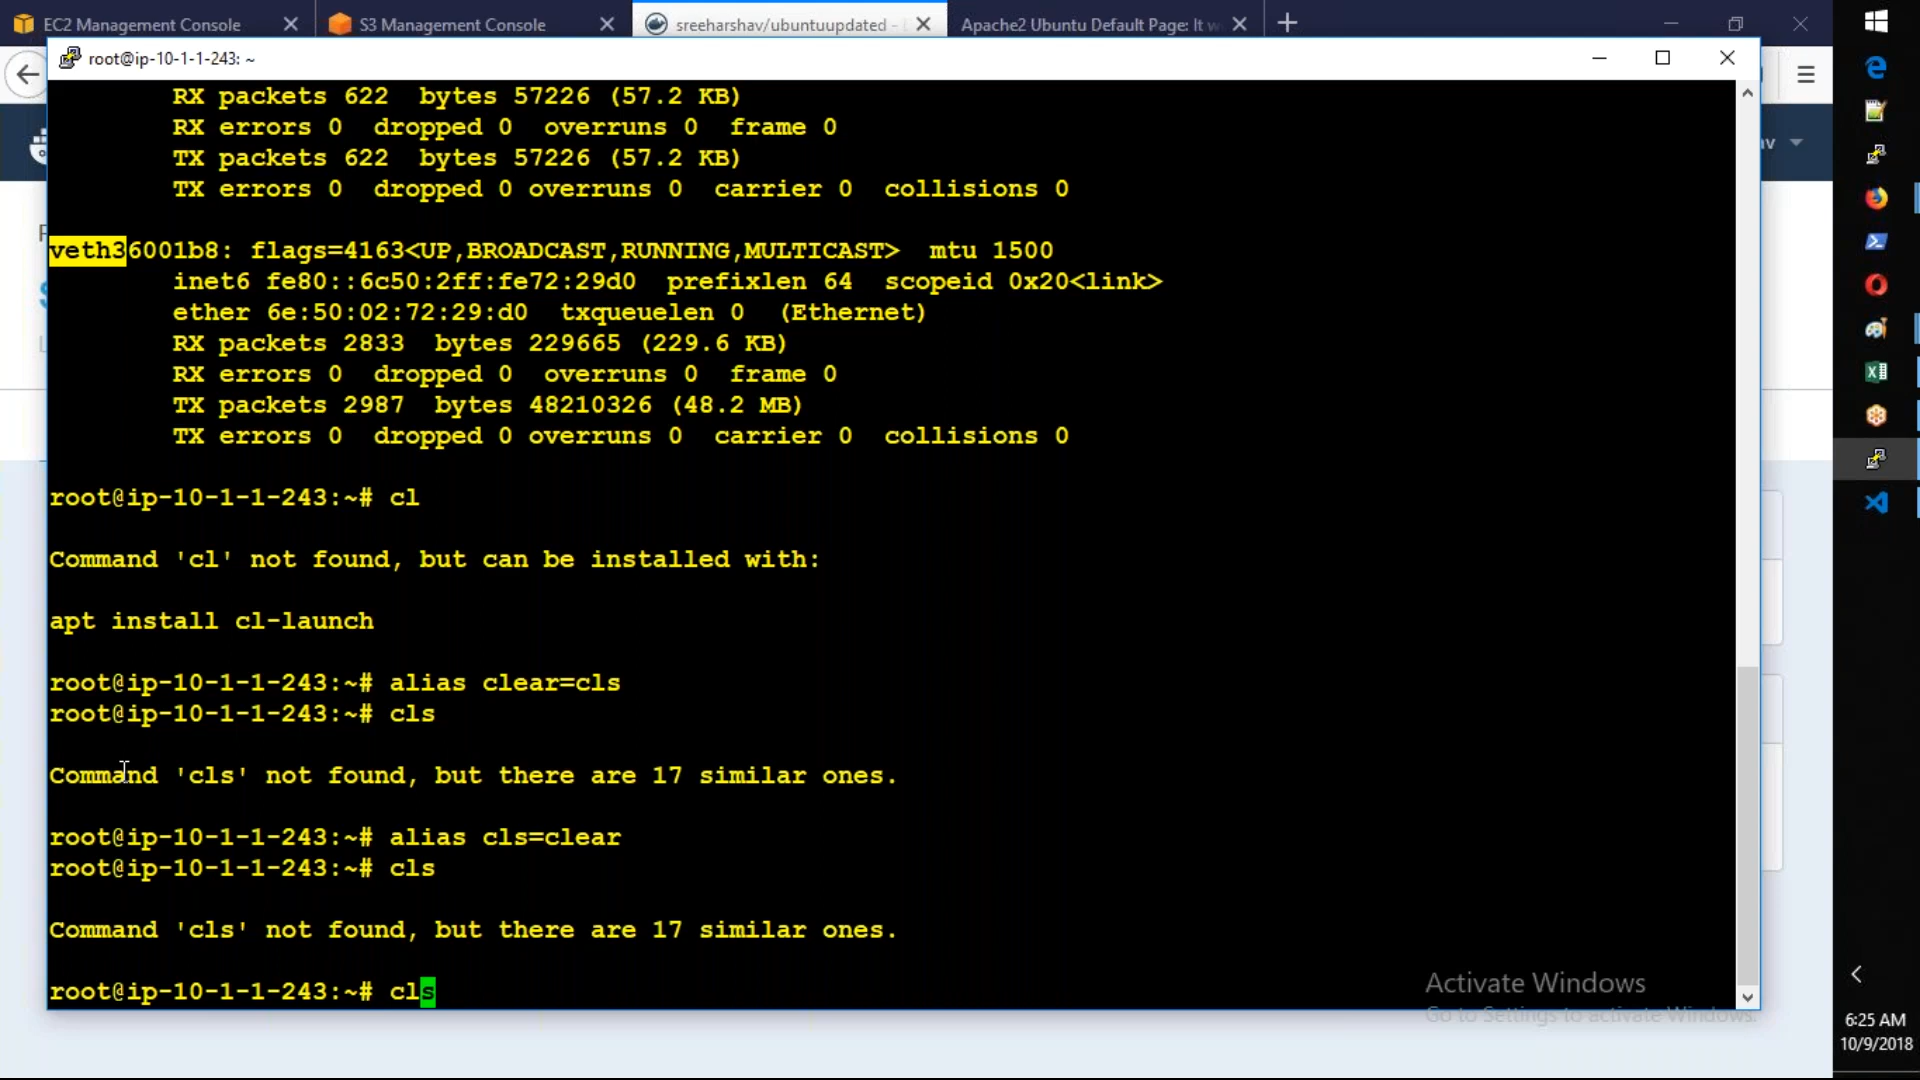 EC2 Management Console
S3 Management Console
sreeharshav/ubuntuupdated -
Apache2 Ubuntu Default Page: It w
root@ip-10-1-1-243: ~
RX packets 622  bytes 57226 (57.2 KB)
RX errors 0  dropped 0  overruns 0  frame 0
TX packets 622  bytes 57226 (57.2 KB)
TX errors 0  dropped 0 overruns 0  carrier 0  collisions 0
veth36001b8: flags=4163<UP,BROADCAST,RUNNING,MULTICAST>  mtu 1500
inet6 fe80::6c50:2ff:fe72:29d0  prefixlen 64  scopeid 0x20<link>
ether 6e:50:02:72:29:d0  txqueuelen 0  (Ethernet)
RX packets 2833  bytes 229665 (229.6 KB)
RX errors 0  dropped 0  overruns 0  frame 0
TX packets 2987  bytes 48210326 (48.2 MB)
TX errors 0  dropped 0 overruns 0  carrier 0  collisions 0
root@ip-10-1-1-243:~# cl
Command 'cl' not found, but can be installed with:
apt install cl-launch
root@ip-10-1-1-243:~# alias clear=cls
root@ip-10-1-1-243:~# cls
Command 'cls' not found, but there are 17 similar ones.
root@ip-10-1-1-243:~# alias cls=clear
root@ip-10-1-1-243:~# cls
Command 'cls' not found, but there are 17 similar ones.
root@ip-10-1-1-243:~# cls
Activate Windows
Go to Settings to activate Windows.
6:25 AM
10/9/2018